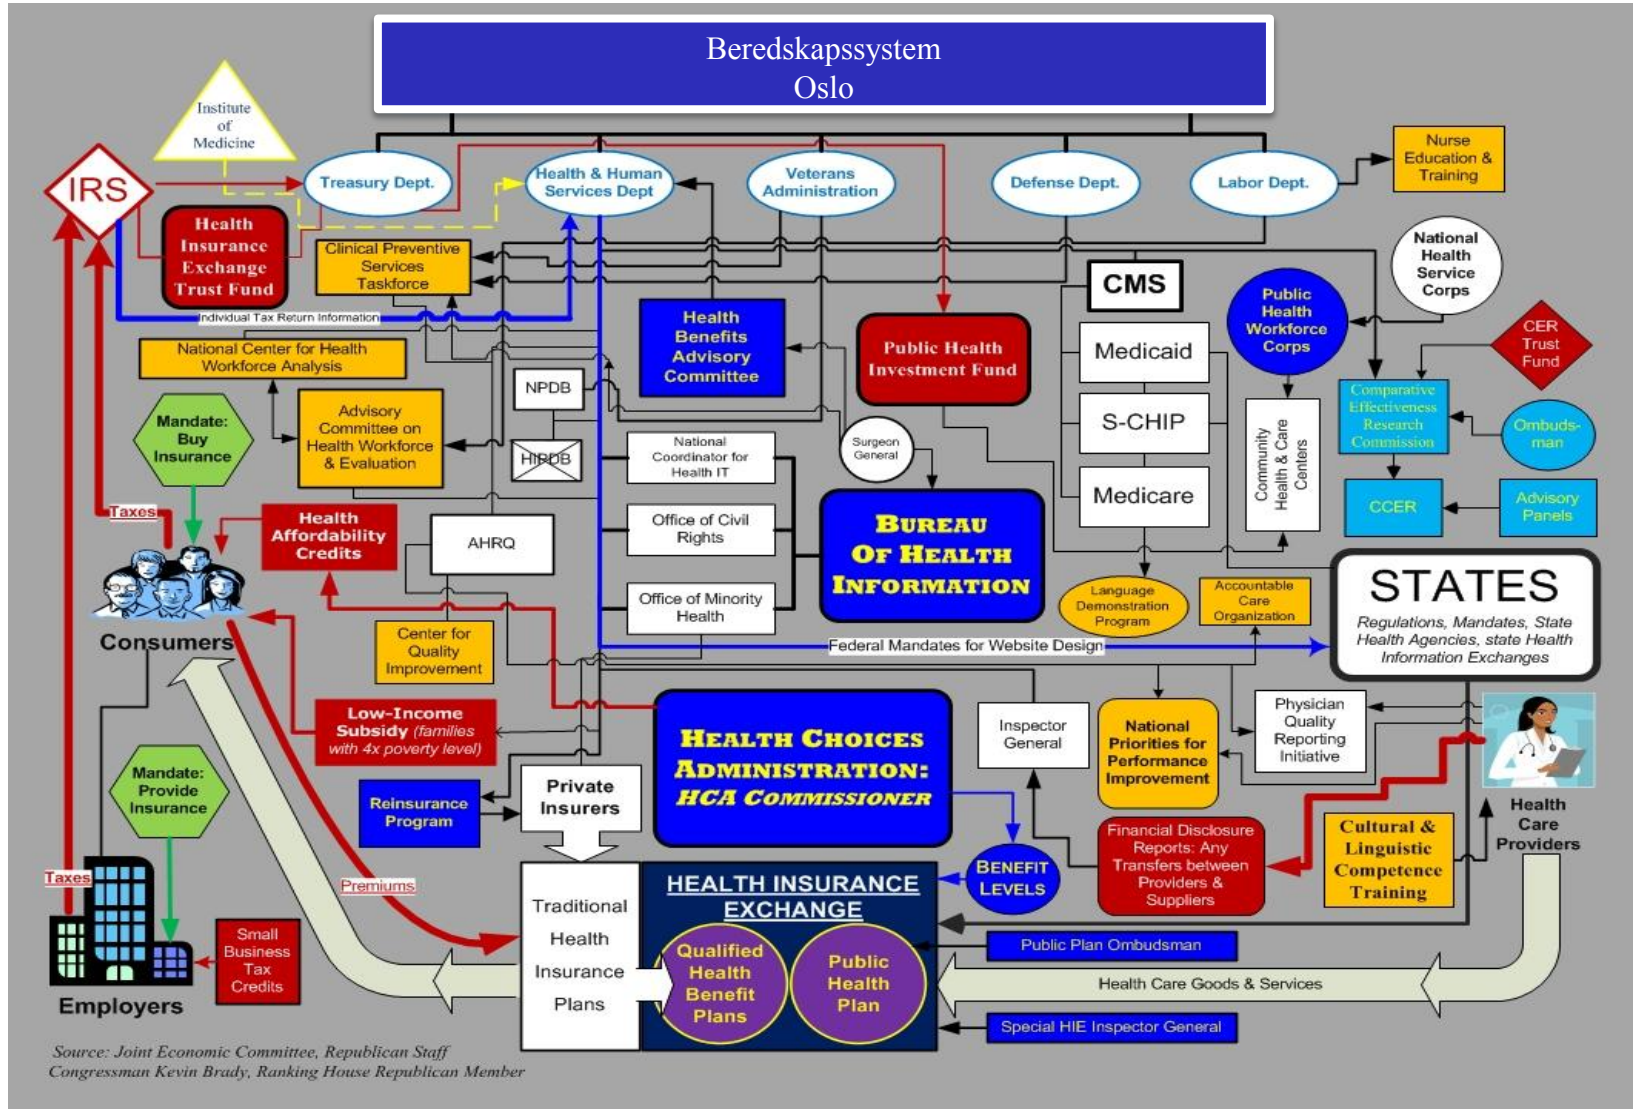 Beredskapssystem
Oslo
Institute
of
Medicine
IRS
Treasury Dept.
Health & Human
Services Dept
Veterans
Administration
Defense Dept.
Labor Dept.
Nurse
Education &
Training
Health
Insurance
Exchange
Trust Fund
Clinical Preventive
Services
Taskforce
National
Health
Service
Corps
CMS
Public
Health
Workforce
Corps
Individual Tax Return Information
Health
Benefits
Advisory
Committee
Public Health
Investment Fund
Medicaid
CER
Trust
Fund
National Center for Health
Workforce Analysis
NPDB
Comparative
Effectiveness
Research
Commission
Mandate:
Buy
Insurance
Advisory
Committee on
Health Workforce
& Evaluation
HIPDB
National
Coordinator for
Health IT
Surgeon
General
S-CHIP
Community
Health & Care
Centers
Ombuds-
man
Medicare
CCER
Advisory
Panels
Taxes
Health
Affordability
Credits
AHRQ
Office of Civil
Rights
BUREAU
OF HEALTH
INFORMATION
Language
Demonstration
Program
Accountable
Care
Organization
STATES
Regulations, Mandates, State
Health Agencies, state Health
Information Exchanges
Office of Minority
Health
Consumers
Center for
Quality
Improvement
Federal Mandates for Website Design
Low-Income
Subsidy (families
with 4x poverty level)
HEALTH CHOICES
ADMINISTRATION:
HCA COMMISSIONER
Inspector
General
National
Priorities for
Performance
Improvement
Physician
Quality
Reporting
Initiative
Mandate:
Provide
Insurance
Reinsurance
Program
Private
Insurers
Health
Care
Providers
Financial Disclosure
Reports: Any
Transfers between
Providers &
Suppliers
Cultural &
Linguistic
Competence
Training
Taxes
Premiums
BENEFIT
LEVELS
Traditional
Health
Insurance
Plans
HEALTH INSURANCE
EXCHANGE
Qualified
Health
Benefit
Plans
Public
Health
Plan
Public Plan Ombudsman
Small
Business
Tax
Credits
Employers
Health Care Goods & Services
Special HIE Inspector General
Source: Joint Economic Committee, Republican Staff
Congressman Kevin Brady, Ranking House Republican Member